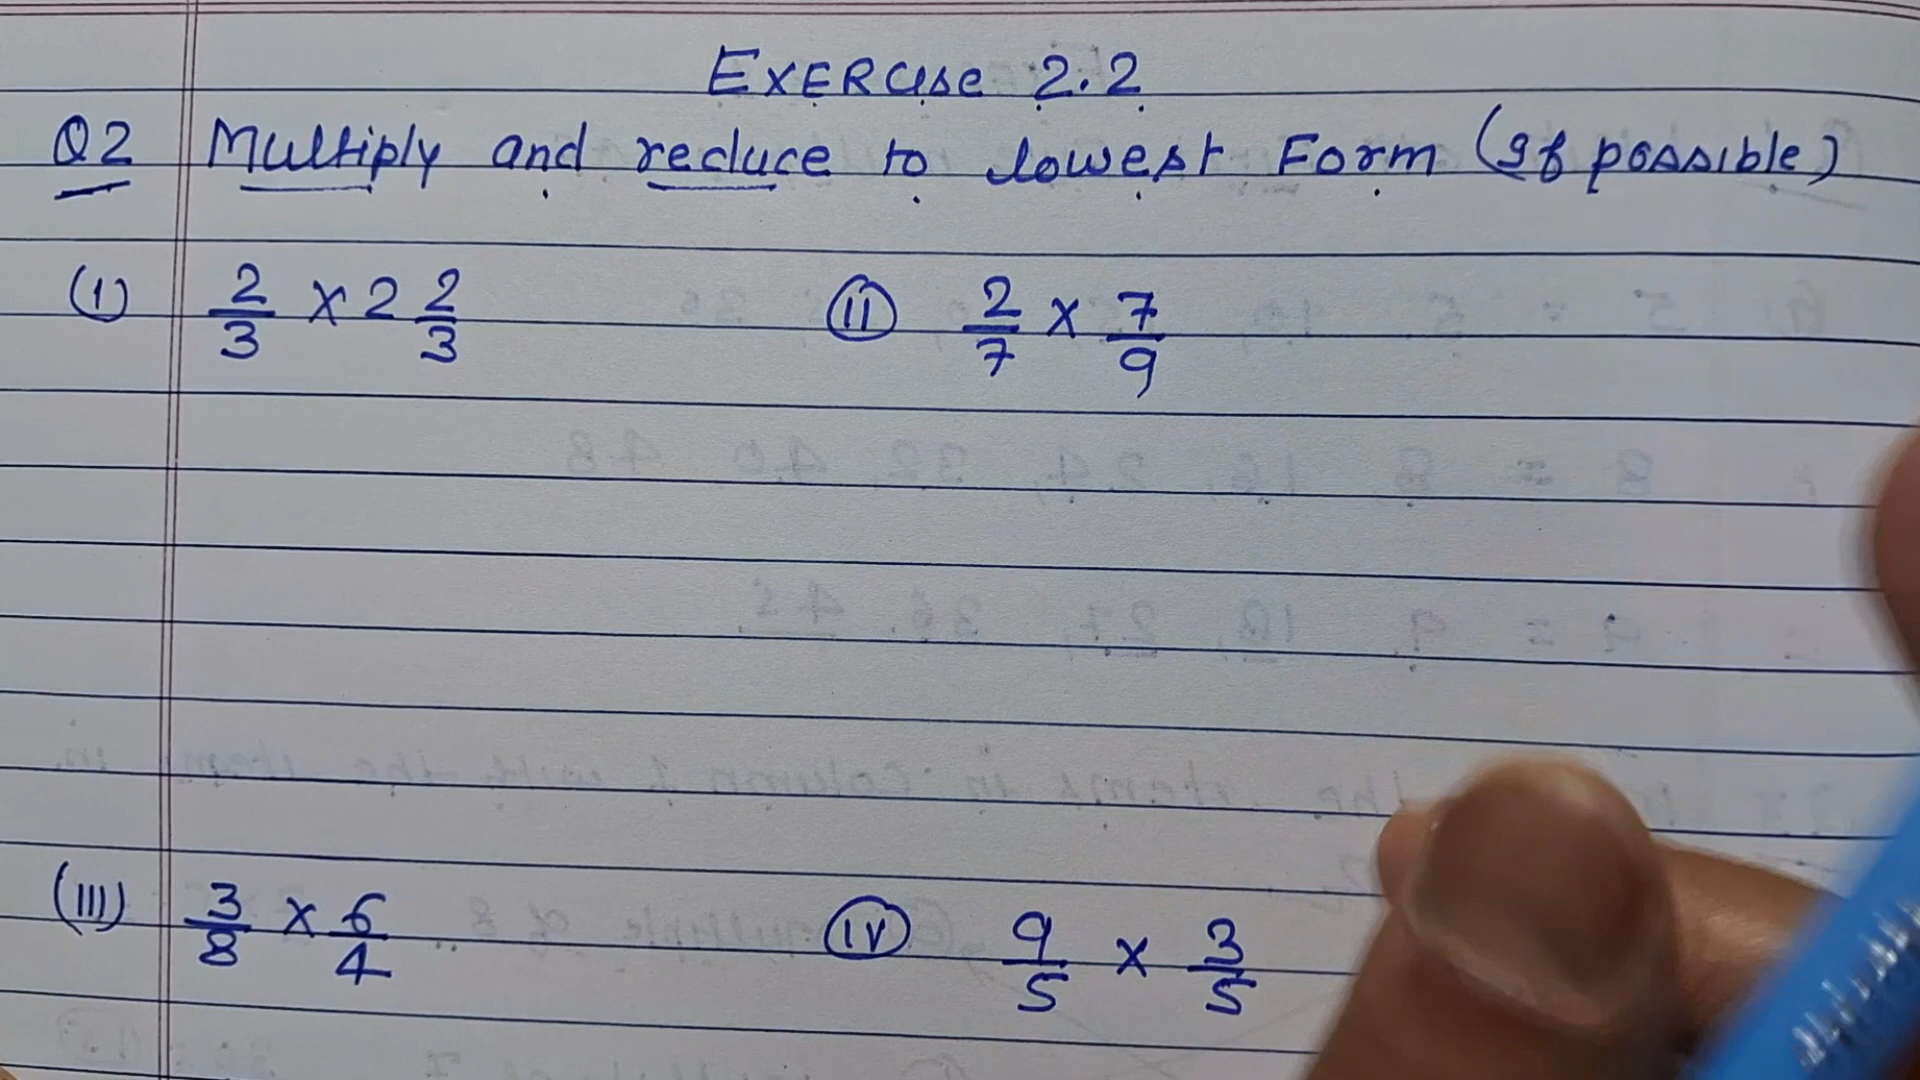 EXERCISE 2.2
Q2 Multiply and reduce to lowest Form (If possible)
(I) 2/3 × 2 2/3 (II) 2/7 × 7/9
(III) 3/8 × 6/4 (IV) 9/5 × 3/5